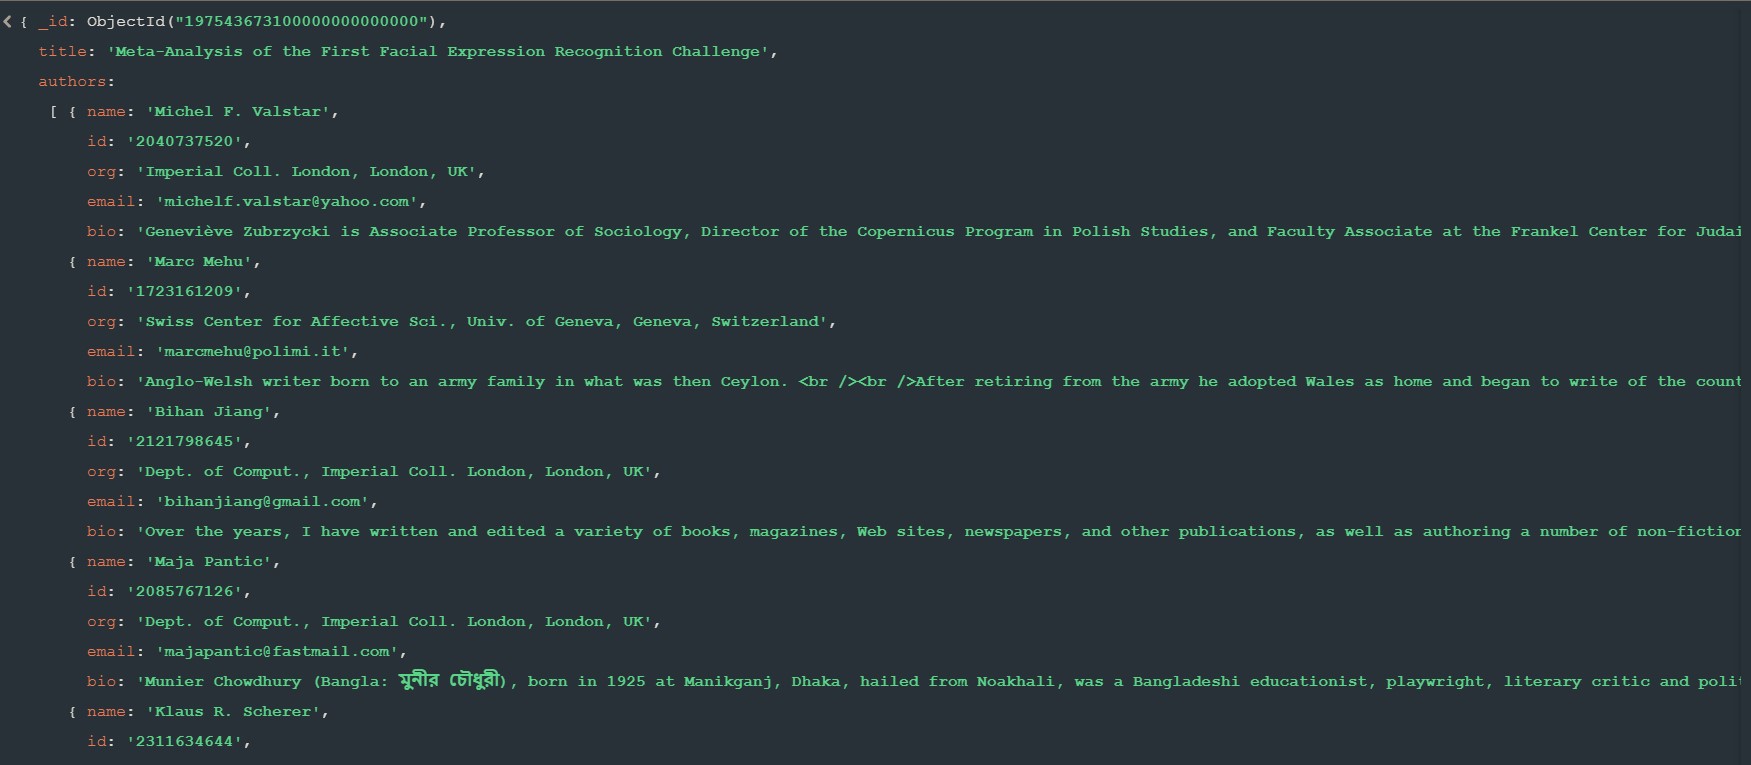 { _id: ObjectId("197543673100000000000000"),
title: 'Meta-Analysis of the First Facial Expression Recognition Challenge',
authors:
[ { name: 'Michel F. Valstar',
id: '2040737520',
org: 'Imperial Coll. London, London, UK',
email: 'michelf.valstar@yahoo.com',
bio: 'Geneviève Zubrzycki is Associate Professor of Sociology, Director of the Copernicus Program in Polish Studies, and Faculty Associate at the Frankel Center for Judai
{ name: 'Marc Mehu',
id: '1723161209',
org: 'Swiss Center for Affective Sci., Univ. of Geneva, Geneva, Switzerland',
email: 'marcmehu@polimi.it',
bio: 'Anglo-Welsh writer born to an army family in what was then Ceylon. <br /><br />After retiring from the army he adopted Wales as home and began to write of the count
{ name: 'Bihan Jiang',
id: '2121798645',
org: 'Dept. of Comput., Imperial Coll. London, London, UK',
email: 'bihanjiang@gmail.com',
bio: 'Over the years, I have written and edited a variety of books, magazines, Web sites, newspapers, and other publications, as well as authoring a number of non-fiction
{ name: 'Maja Pantic',
id: '2085767126',
org: 'Dept. of Comput., Imperial Coll. London, London, UK',
email: 'majapantic@fastmail.com',
bio: 'Munier Chowdhury (Bangla: মুনীর চৌধুরী), born in 1925 at Manikganj, Dhaka, hailed from Noakhali, was a Bangladeshi educationist, playwright, literary critic and polit
{ name: 'Klaus R. Scherer',
id: '2311634644',